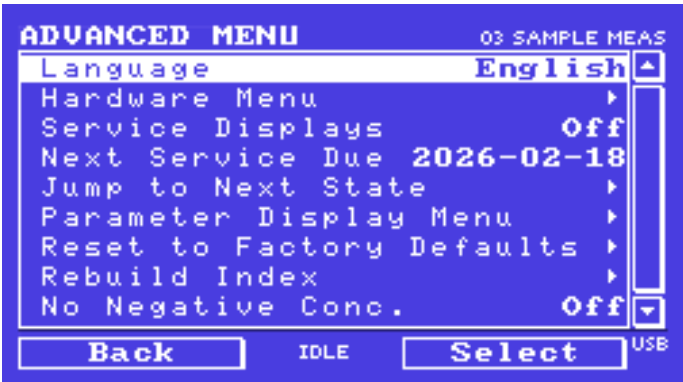 ADVANCED MENU 03 SAMPLE MEAS
Language English
Hardware Menu
Service Displays Off
Next Service Due 2026-02-18
Jump to Next State
Parameter Display Menu
Reset to Factory Defaults
Rebuild Index
No Negative Conc. Off
Back IDLE Select USB